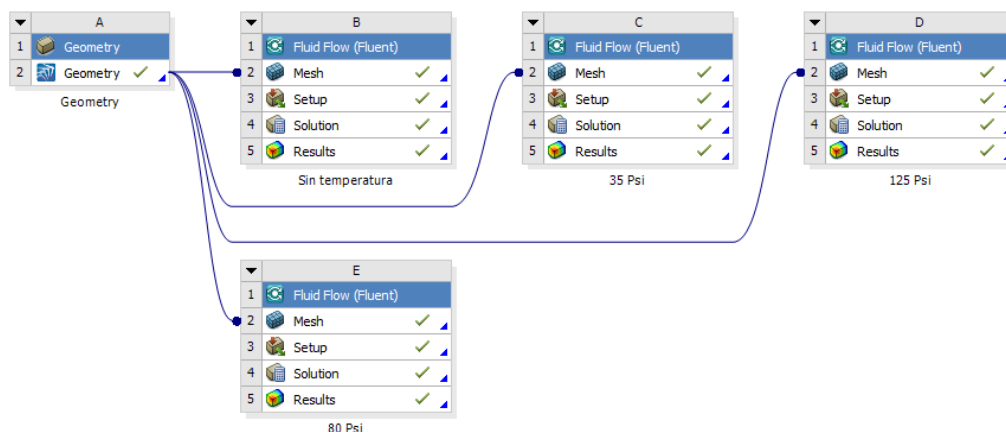 A
1 Geometry
2 Geometry
Geometry
B
1 Fluid Flow (Fluent)
2 Mesh
3 Setup
4 Solution
5 Results
Sin temperatura
C
1 Fluid Flow (Fluent)
2 Mesh
3 Setup
4 Solution
5 Results
35 Psi
D
1 Fluid Flow (Fluent)
2 Mesh
3 Setup
4 Solution
5 Results
125 Psi
E
1 Fluid Flow (Fluent)
2 Mesh
3 Setup
4 Solution
5 Results
80 Psi